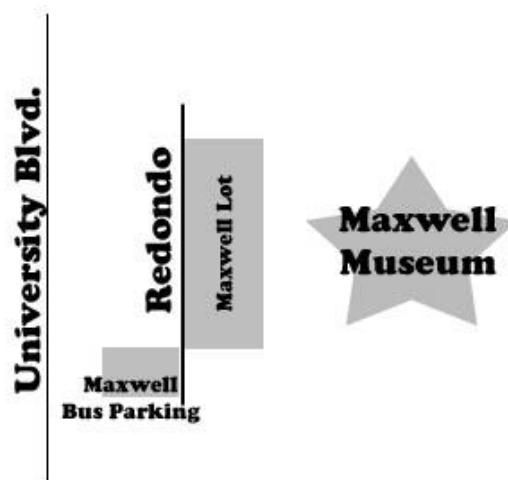 University Blvd.
Redondo
Maxwell Lot
Maxwell
Museum
Maxwell
Bus Parking